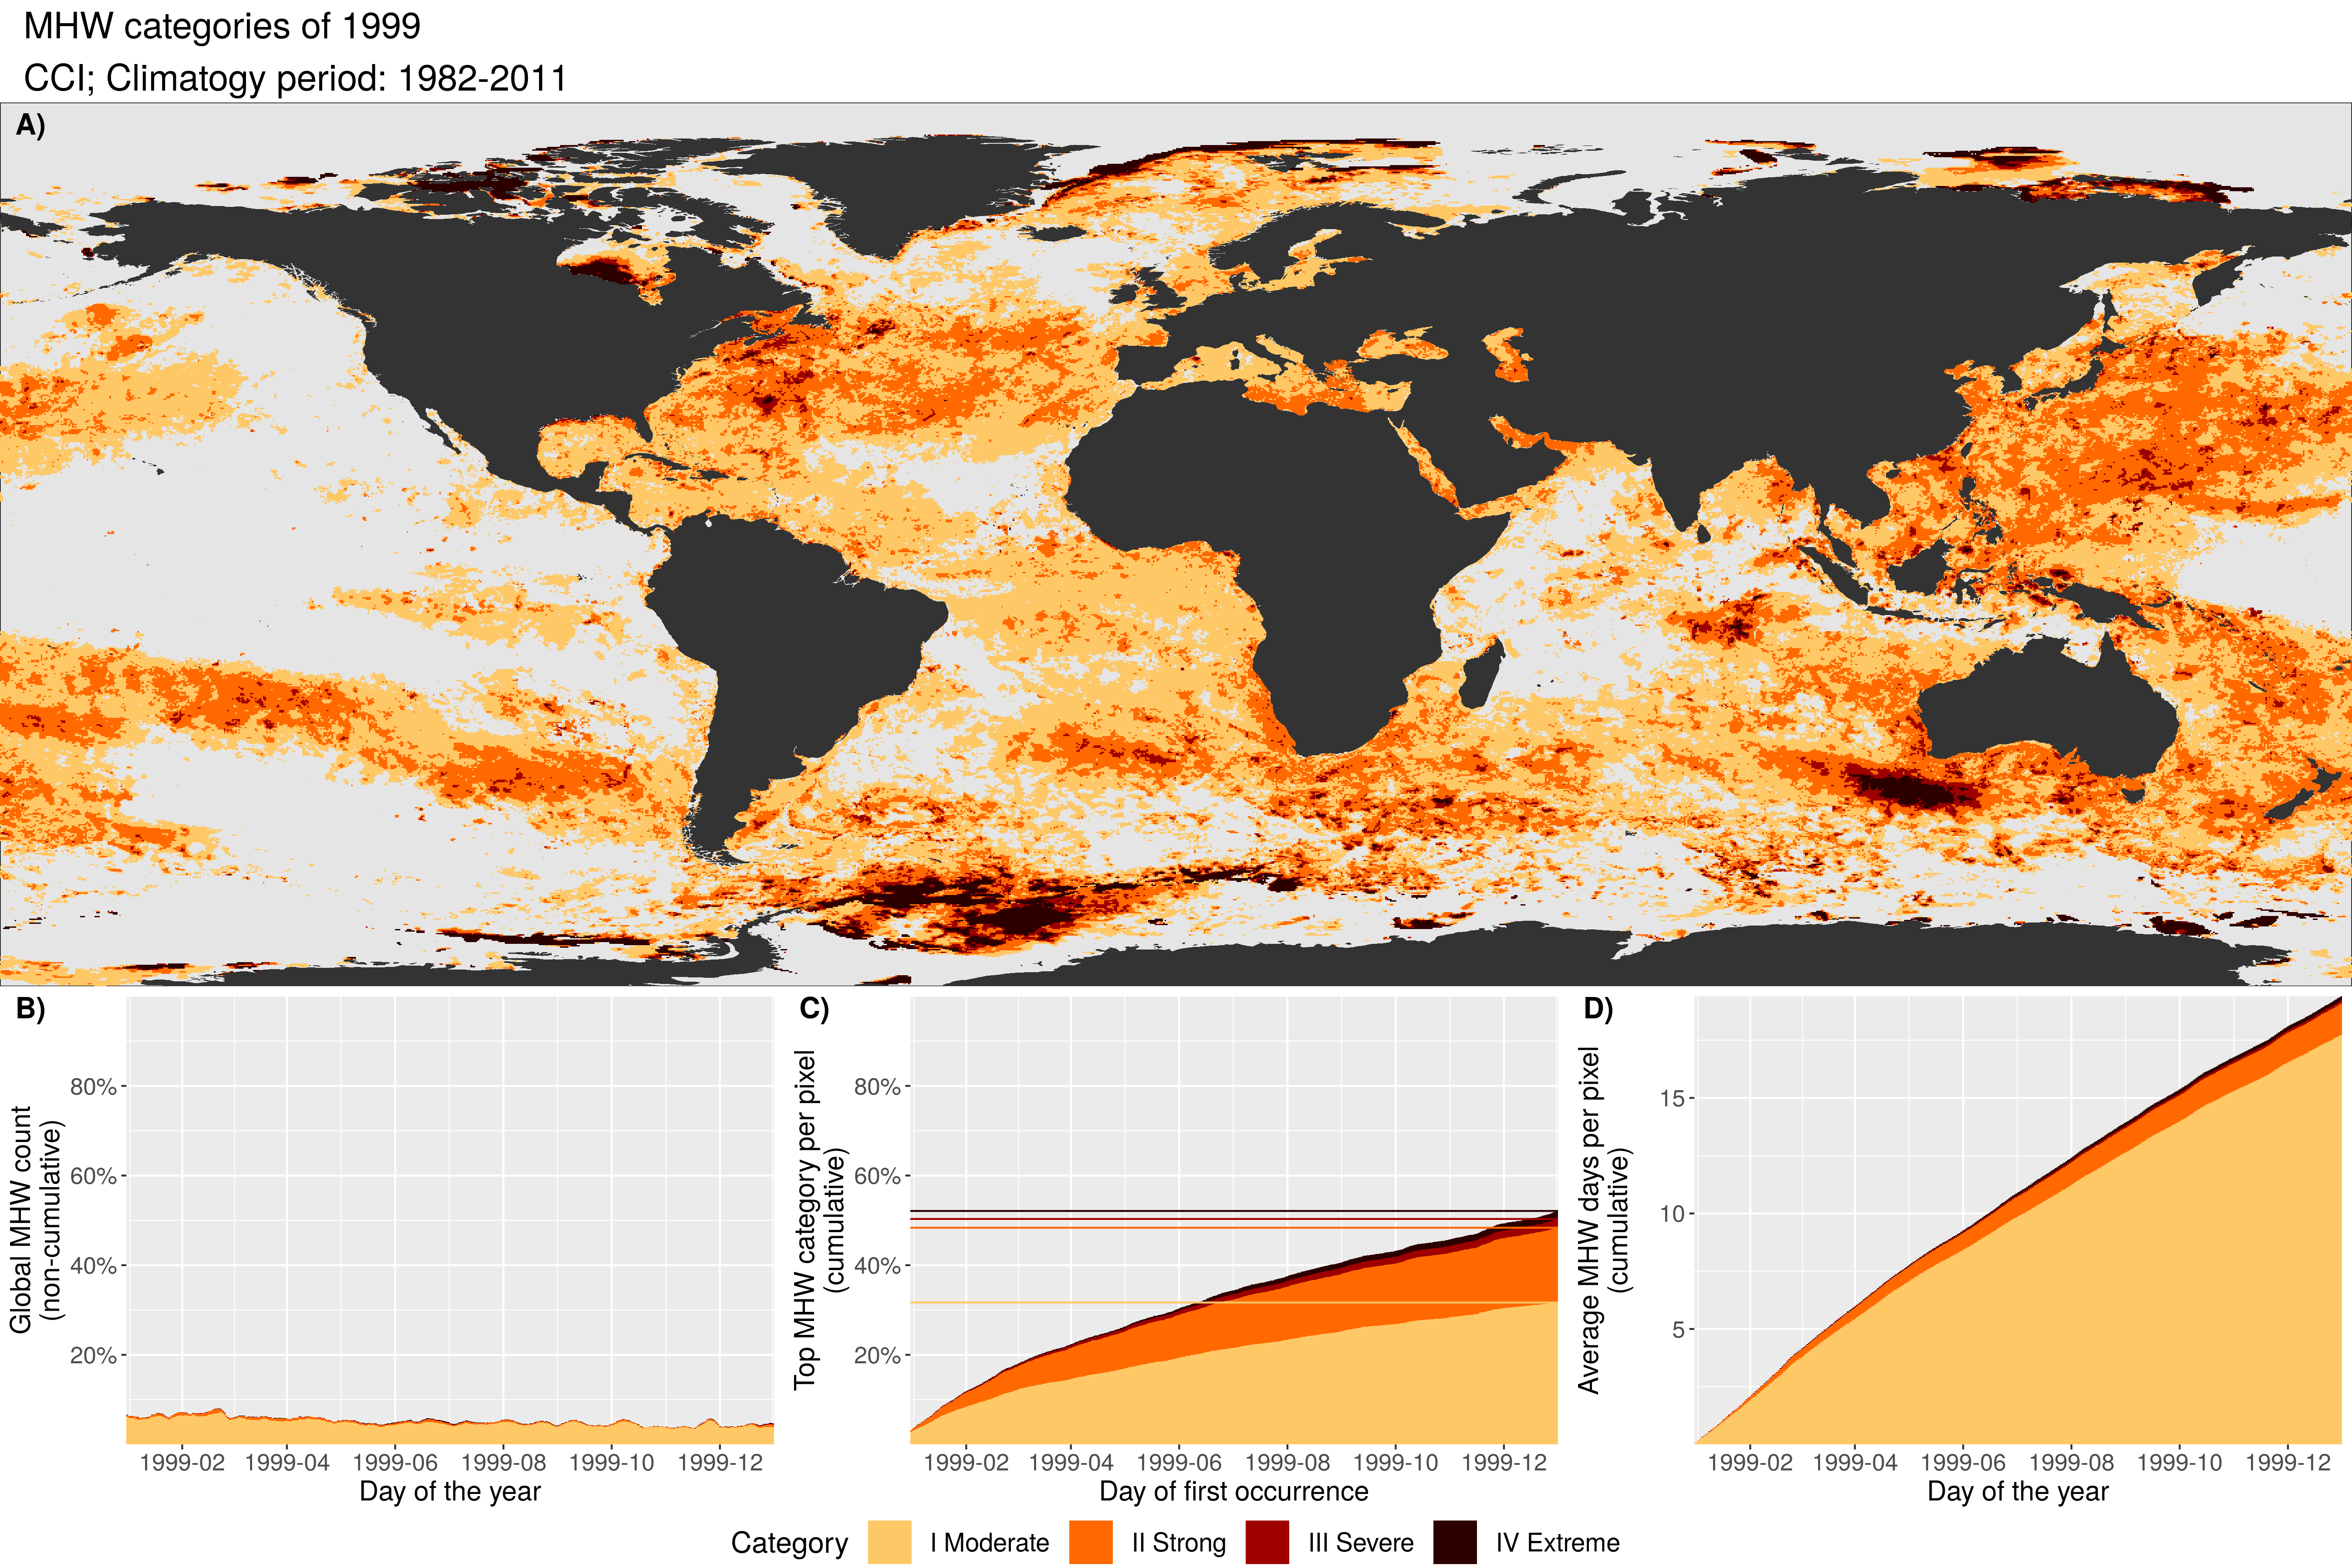 MHW categories of 1999
CCI; Climatogy period: 1982-2011
A)
B)
Global MHW count
(non-cumulative)
80%
60%
40%
20%
1999-02 1999-04 1999-06 1999-08 1999-10 1999-12
Day of the year
C)
Top MHW category per pixel
(cumulative)
80%
60%
40%
20%
1999-02 1999-04 1999-06 1999-08 1999-10 1999-12
Day of first occurrence
D)
Average MHW days per pixel
(cumulative)
15
10
5
1999-02 1999-04 1999-06 1999-08 1999-10 1999-12
Day of the year
Category I Moderate II Strong III Severe IV Extreme